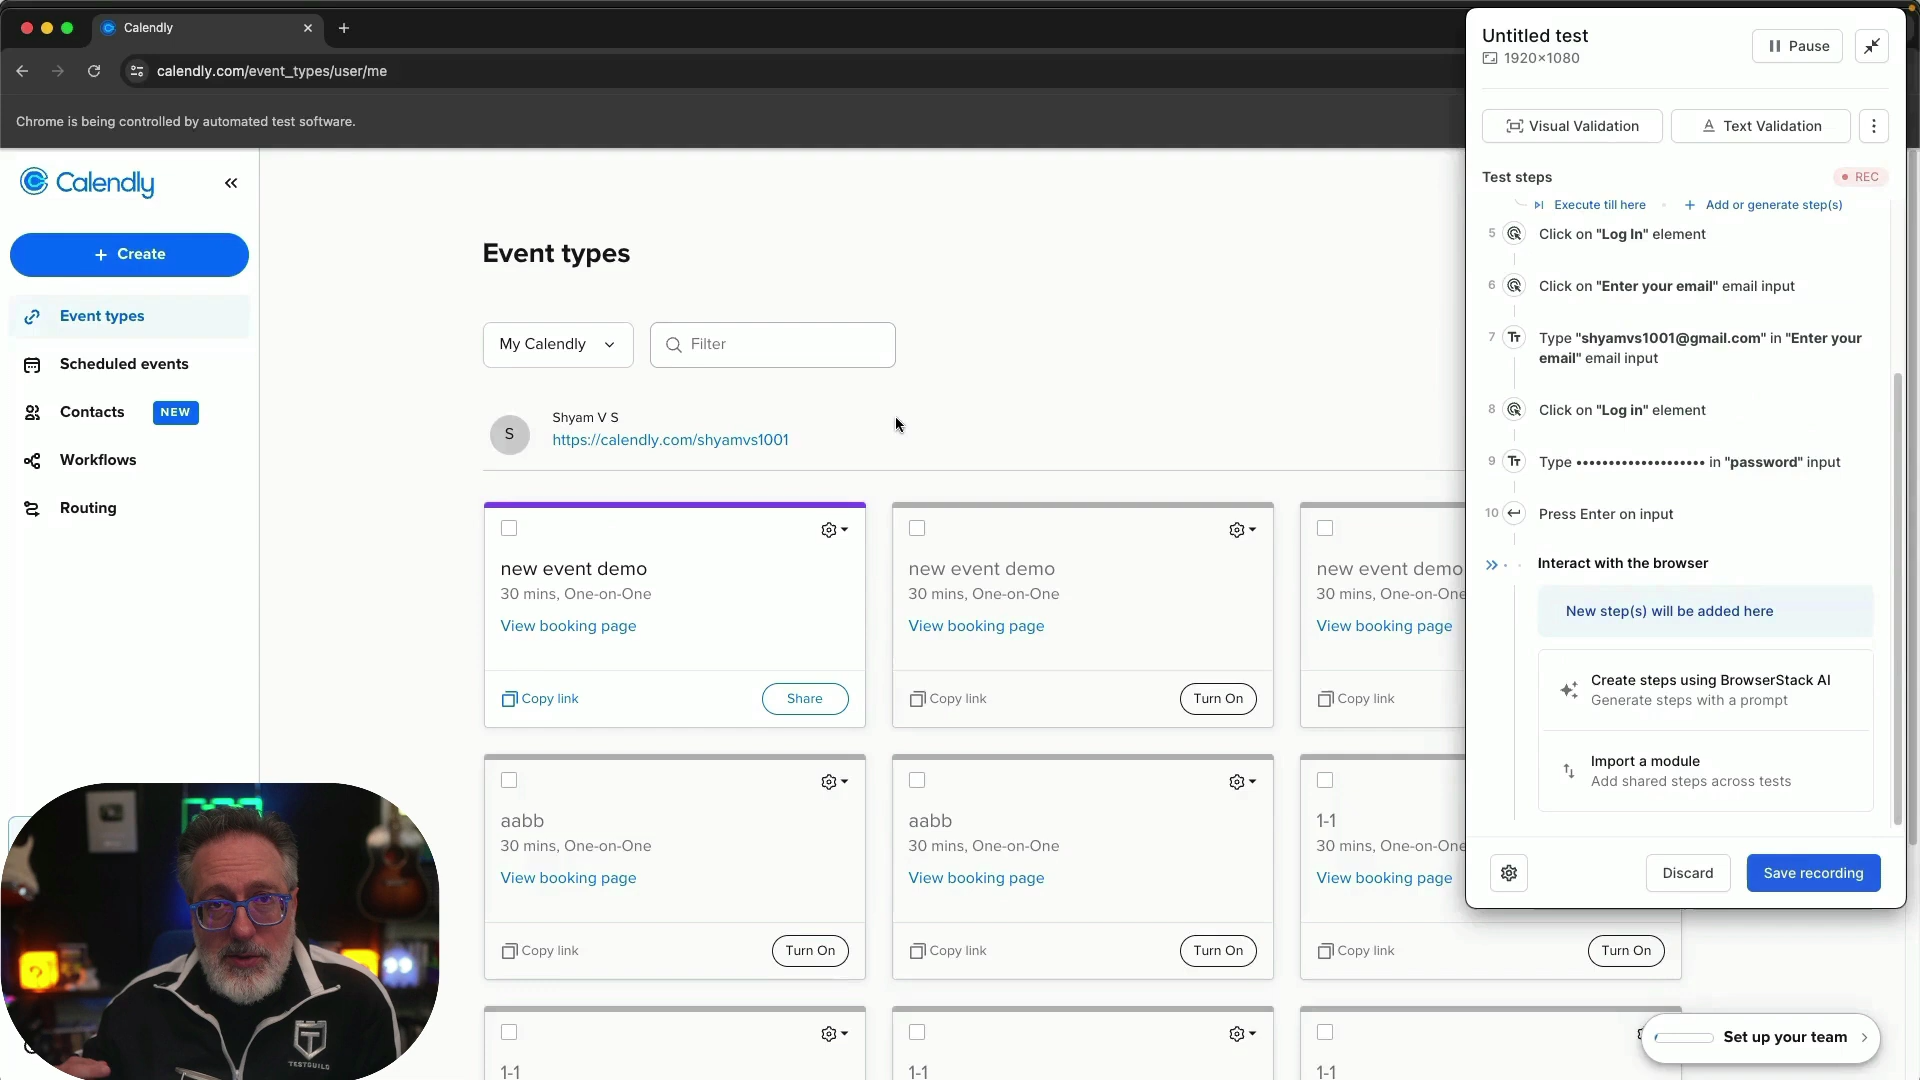 Calendly
calendly.com/event_types/user/me
Chrome is being controlled by automated test software.
Calendly
Create
Event types
Scheduled events
Contacts
NEW
Workflows
Routing
Event types
My Calendly
Filter
S
Shyam V S
https://calendly.com/shyamvs1001
new event demo
30 mins, One-on-One
View booking page
Copy link
Share
new event demo
30 mins, One-on-One
View booking page
Copy link
Turn On
new event demo
30 mins, One-on-One
View booking page
Copy link
aabb
30 mins, One-on-One
View booking page
Copy link
Turn On
aabb
30 mins, One-on-One
View booking page
Copy link
Turn On
1-1
30 mins, One-on-One
View booking page
Copy link
Turn On
1-1
1-1
1-1
Set up your team
TESTGUILD
Untitled test
1920×1080
Pause
Visual Validation
Text Validation
Test steps
REC
Execute till here
Add or generate step(s)
5 Click on "Log In" element
6 Click on "Enter your email" email input
7 Type "shyamvs1001@gmail.com" in "Enter your
email" email input
8 Click on "Log in" element
9 Type •••••••••••••••••••• in "password" input
10 Press Enter on input
Interact with the browser
New step(s) will be added here
Create steps using BrowserStack AI
Generate steps with a prompt
Import a module
Add shared steps across tests
Discard
Save recording